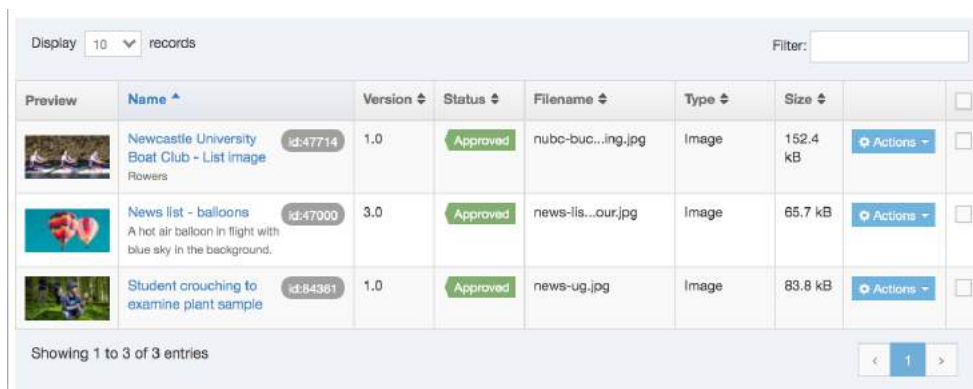 Display 10 records Filter:
Preview Name Version Status Filename Type Size
Newcastle University id:47714 1.0 Approved nubc-buc...ing.jpg Image 152.4 Actions
Boat Club - List image kB
Rowers
News list - balloons id:47000 3.0 Approved news-lis...our.jpg Image 65.7 kB Actions
A hot air balloon in flight with
blue sky in the background.
Student crouching to id:84361 1.0 Approved news-ug.jpg Image 83.8 kB Actions
examine plant sample
Showing 1 to 3 of 3 entries 1